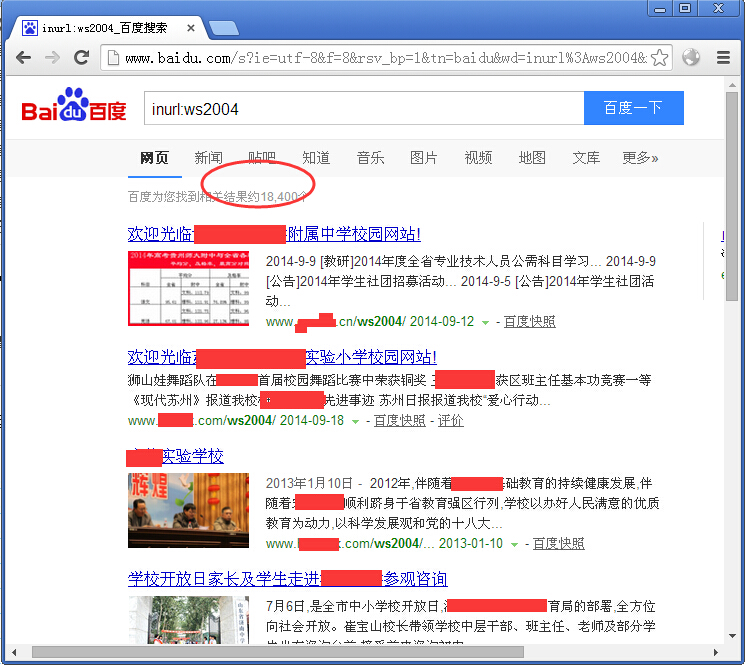 inurl:ws2004_百度搜索
www.baidu.com/s?ie=utf-8&f=8&rsv_bp=1&tn=baidu&wd=inurl%3Aws2004&
Bai du 百度
inurl:ws2004
百度一下
网页 新闻 贴吧 知道 音乐 图片 视频 地图 文库 更多»
百度为您找到相关结果约18,400个
欢迎光临 附属中学校园网站!
2014-9-9 [教研]2014年度全省专业技术人员公需科目学习... 2014-9-9
[公告]2014年学生社团招募活动... 2014-9-5 [公告]2014年学生社团活
动...
www. .cn/ws2004/ 2014-09-12 - 百度快照
欢迎光临 实验小学校园网站!
狮山娃舞蹈队在 首届校园舞蹈比赛中荣获铜奖 获区班主任基本功竞赛一等
《现代苏州》报道我校 先进事迹 苏州日报报道我校“爱心行动...
www. .com/ws2004/ 2014-09-18 - 百度快照 - 评价
实验学校
2013年1月10日 - 2012年,伴随着 基础教育的持续健康发展,伴
随着 顺利跻身于省教育强区行列,学校以办好人民满意的优质
教育为动力,以科学发展观和党的十八大...
www. .com/ws2004/... 2013-01-10 - 百度快照
学校开放日家长及学生走进 参观咨询
7月6日,是全市中小学校开放日, 育局的部署,全方位
向社会开放。崔宝山校长带领学校中层干部、班主任、老师及部分学